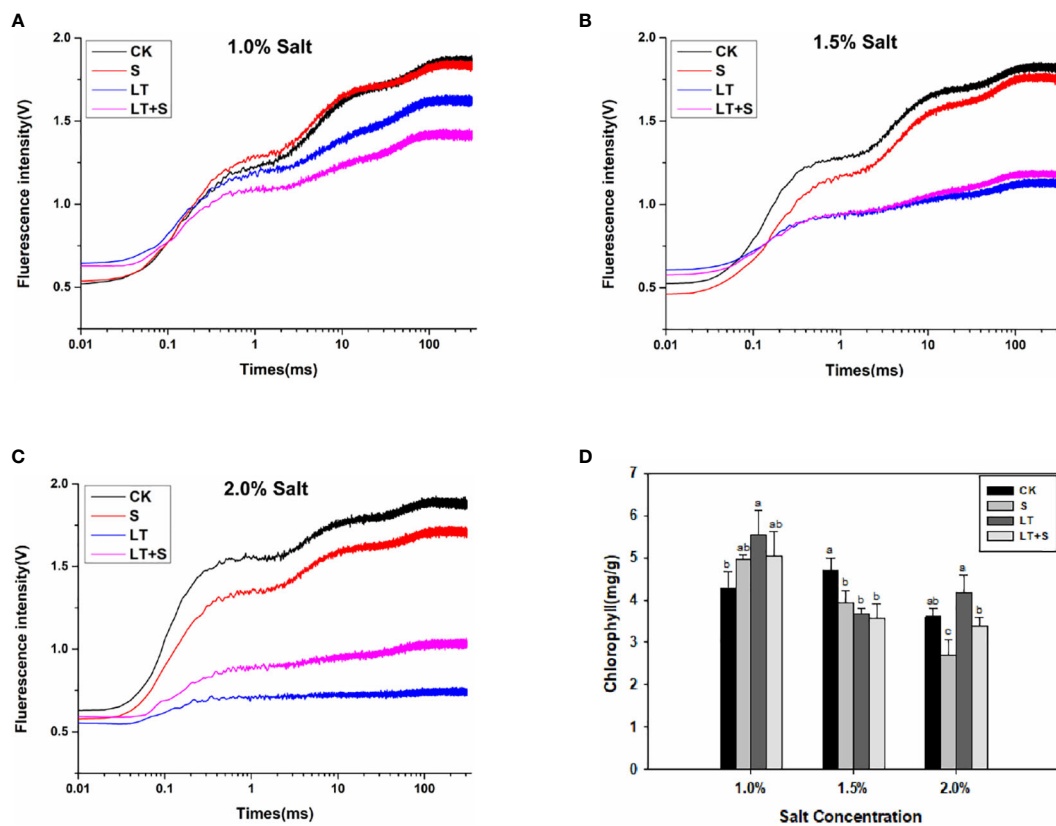 A
1.0% Salt
CK
S
LT
LT+S
Fluerescence intensity(V)
2.0
1.5
1.0
0.5
0.01
0.1
1
10
100
Times(ms)
B
1.5% Salt
CK
S
LT
LT+S
Fluerescence intensity(V)
2.0
1.5
1.0
0.5
0.01
0.1
1
10
100
Times(ms)
C
2.0% Salt
CK
S
LT
LT+S
Fluerescence intensity(V)
2.0
1.5
1.0
0.5
0.01
0.1
1
10
100
Times(ms)
D
CK
S
LT
LT+S
Chlorophyll(mg/g)
7
6
5
4
3
2
1
0
b
ab
a
ab
a
b
b
b
ab
c
a
b
1.0%
1.5%
2.0%
Salt Concentration